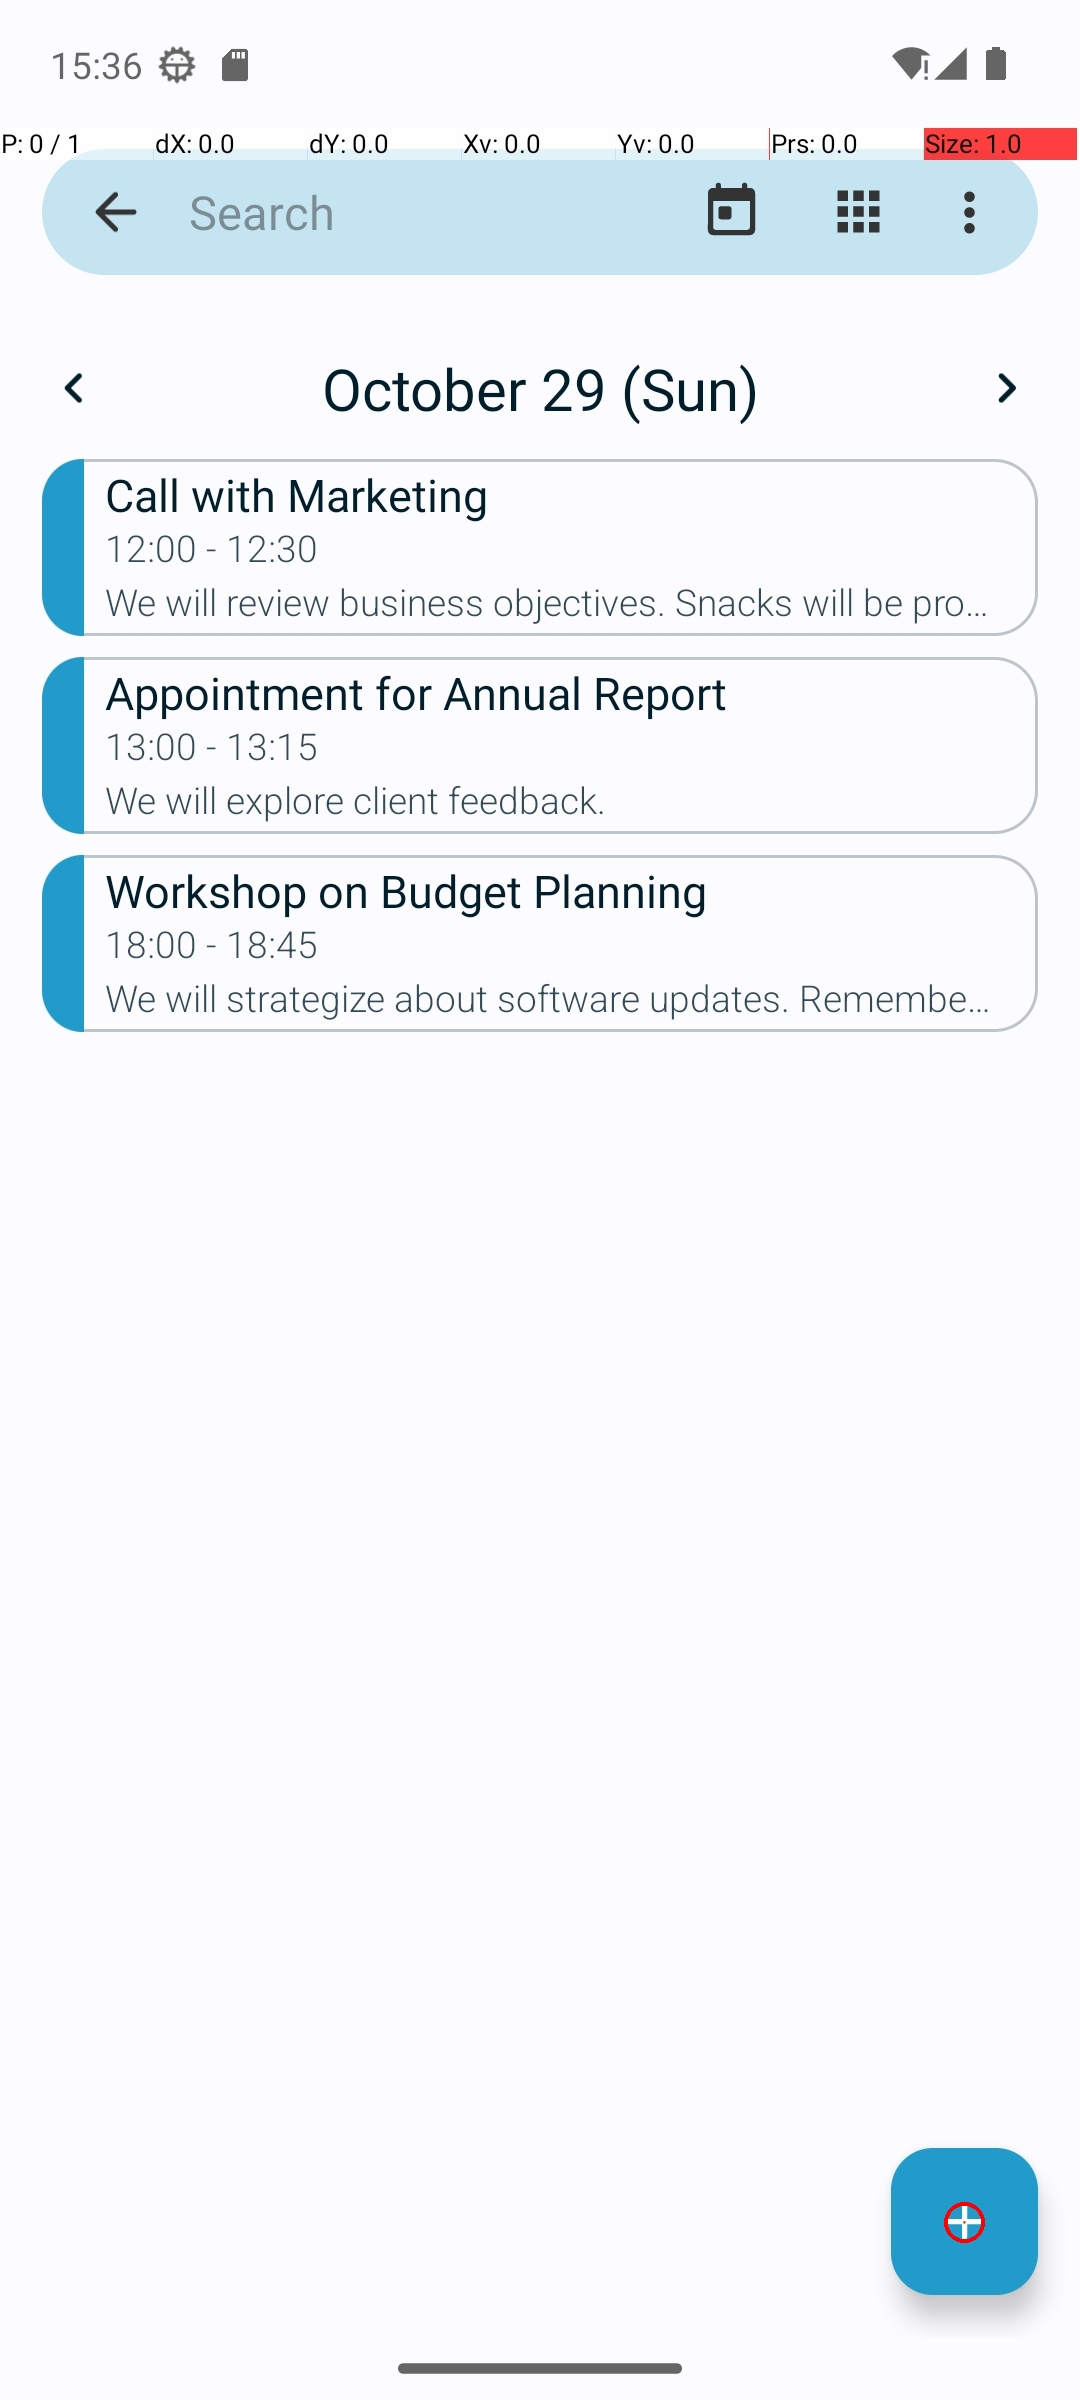 15:36
P: 0 / 1 dX: 0.0 dY: 0.0 Xv: 0.0 Yv: 0.0 Prs: 0.0 Size: 1.0
Search
October 29 (Sun)
Call with Marketing
12:00 - 12:30
We will review business objectives. Snacks will be pro...
Appointment for Annual Report
13:00 - 13:15
We will explore client feedback.
Workshop on Budget Planning
18:00 - 18:45
We will strategize about software updates. Remembe...